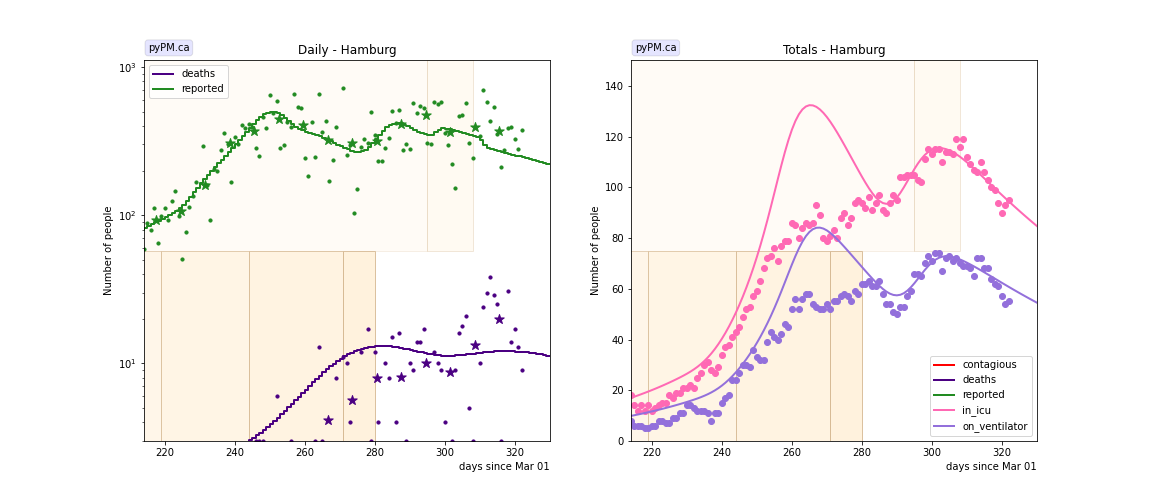 pyPM.ca
Daily - Hamburg
deaths
reported
10³
10²
10¹
Number of people
220 240 260 280 300 320
days since Mar 01
pyPM.ca
Totals - Hamburg
140
120
100
80
60
40
20
0
Number of people
contagious
deaths
reported
in_icu
on_ventilator
220 240 260 280 300 320
days since Mar 01